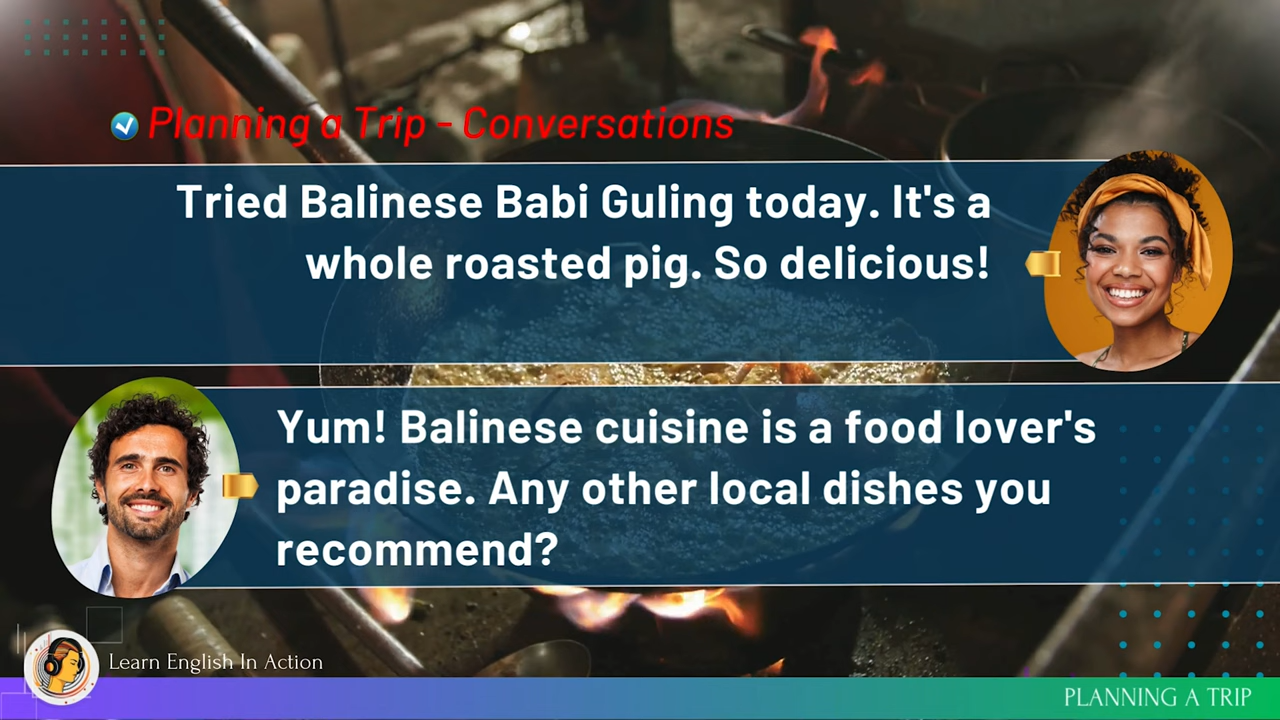 Planning a Trip - Conversations
Tried Balinese Babi Guling today. It's a
whole roasted pig. So delicious!
Yum! Balinese cuisine is a food lover's
paradise. Any other local dishes you
recommend?
Learn English In Action
PLANNING A TRIP